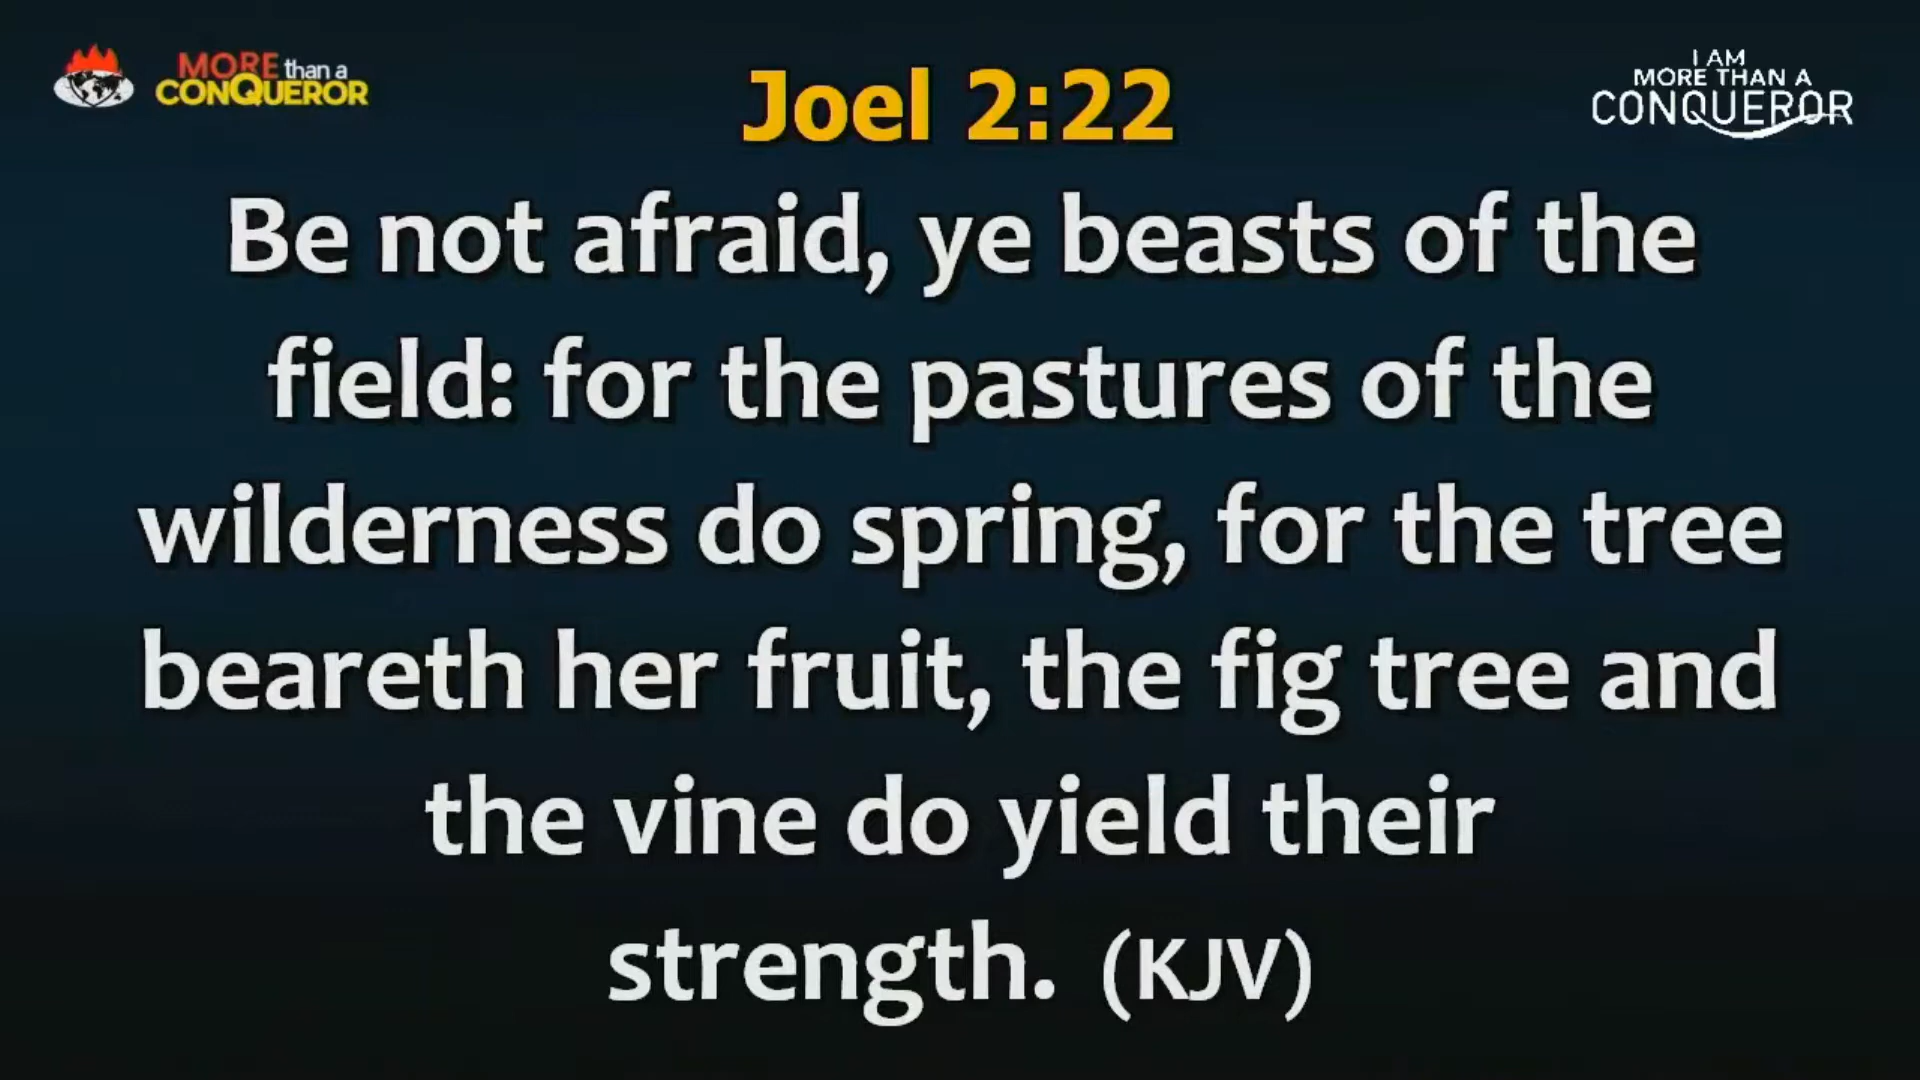 MORE than a
CONQUEROR
I AM
MORE THAN A
CONQUEROR
Joel 2:22
Be not afraid, ye beasts of the
field: for the pastures of the
wilderness do spring, for the tree
beareth her fruit, the fig tree and
the vine do yield their
strength. (KJV)